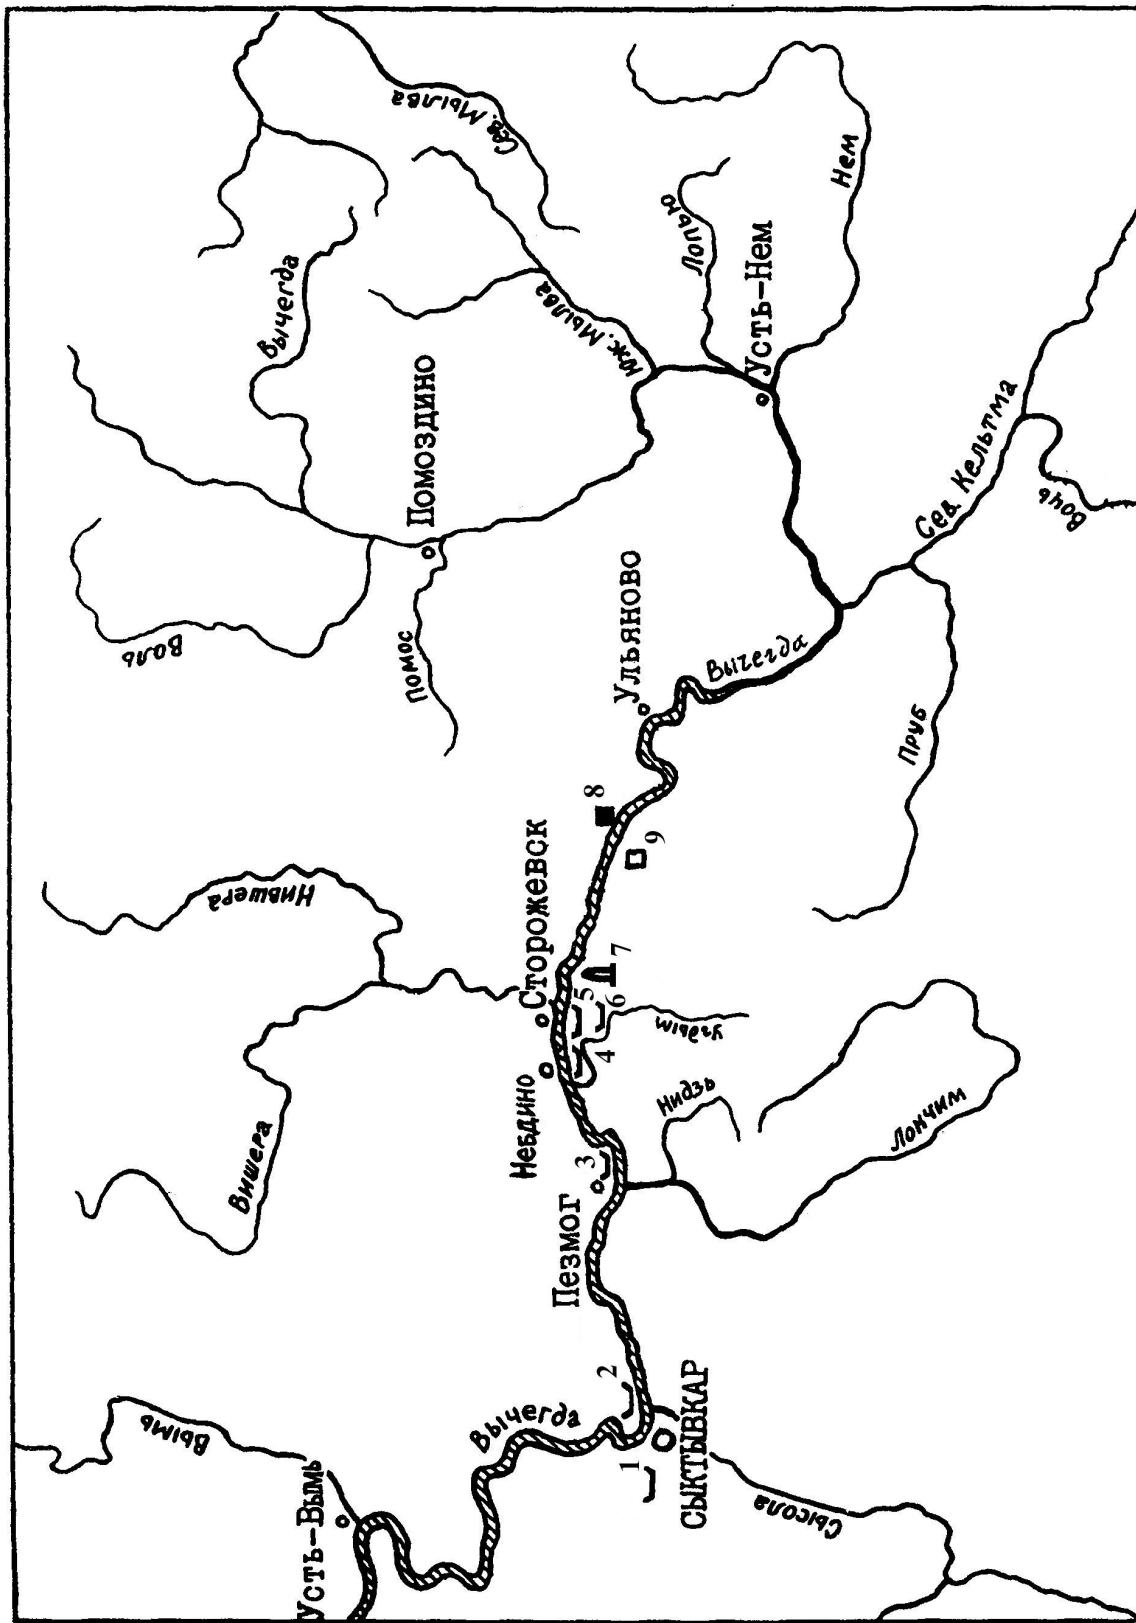 Усть-Вымь
Вымь
Вычегда
СЫКТЫВКАР
Сысола
1
2
Пезмог
3
Небдино
Сторожевск
4
5
6
7
8
9
Вишера
Нившера
Угдым
Нидзь
Лопчим
Ульяново
Вычегда
Пруб
Сев. Кельтма
Вочь
Помоздино
Помос
Воль
Вычегда
Юж. Мылва
Сев. Мылва
Лопью
Усть-Нем
Нем